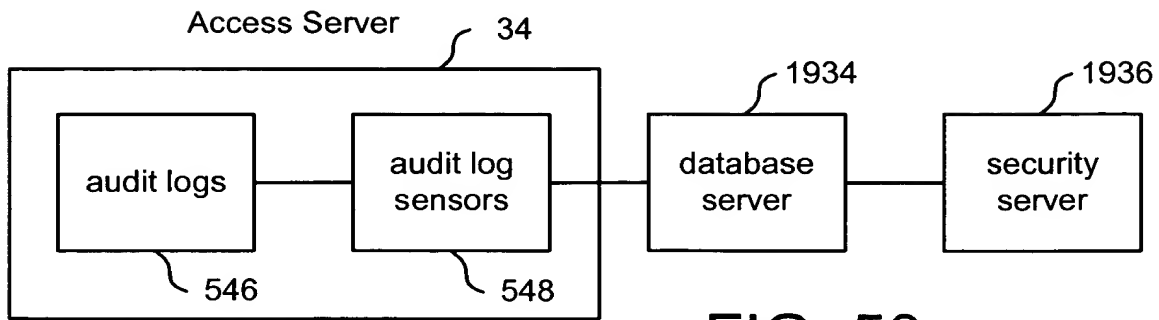 Access Server
34
1934
1936
audit logs
audit log
sensors
database
server
security
server
546
548